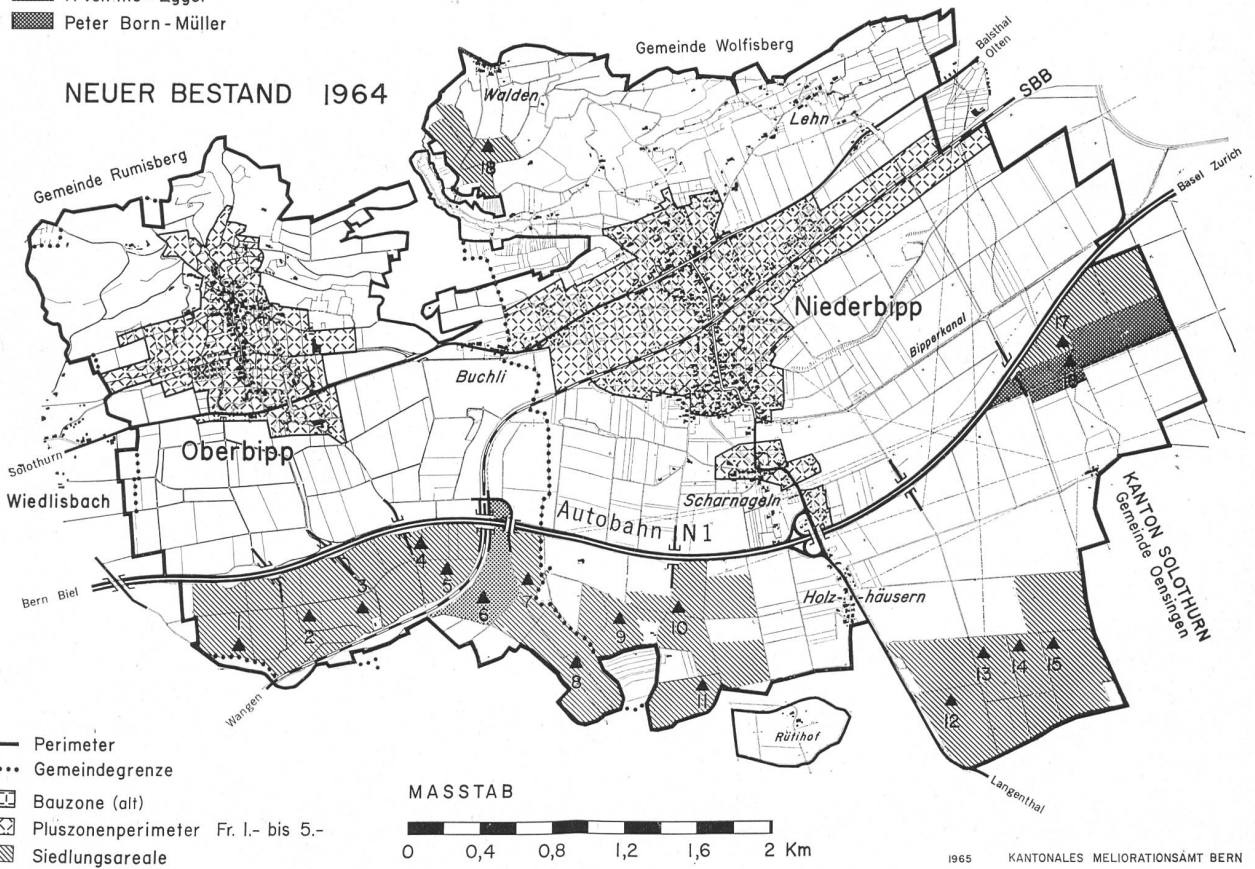 Egger
Peter Born-Müller
NEUER BESTAND 1964
Gemeinde Wolfisberg
Balsthal
Olten
SBB
Walden
Lehn
18
Gemeinde Rumisberg
Basel Zürich
Niederbipp
Bipperkanal
17
16
Buchli
Solothurn
Oberbipp
Wiedlisbach
Scharnageln
Autobahn N1
KANTON SOLOTHURN
Gemeinde Oensingen
Bern Biel
Holz- -häusern
1
2
3
4
5
6
7
8
9
10
11
12
13
14
15
Wangen
Rütihof
Langenthal
Perimeter
Gemeindegrenze
Bauzone (alt)
Pluszonenperimeter Fr. 1.- bis 5.-
Siedlungsareale
MASSTAB
0 0,4 0,8 1,2 1,6 2 Km
1965 KANTONALES MELIORATIONSAMT BERN